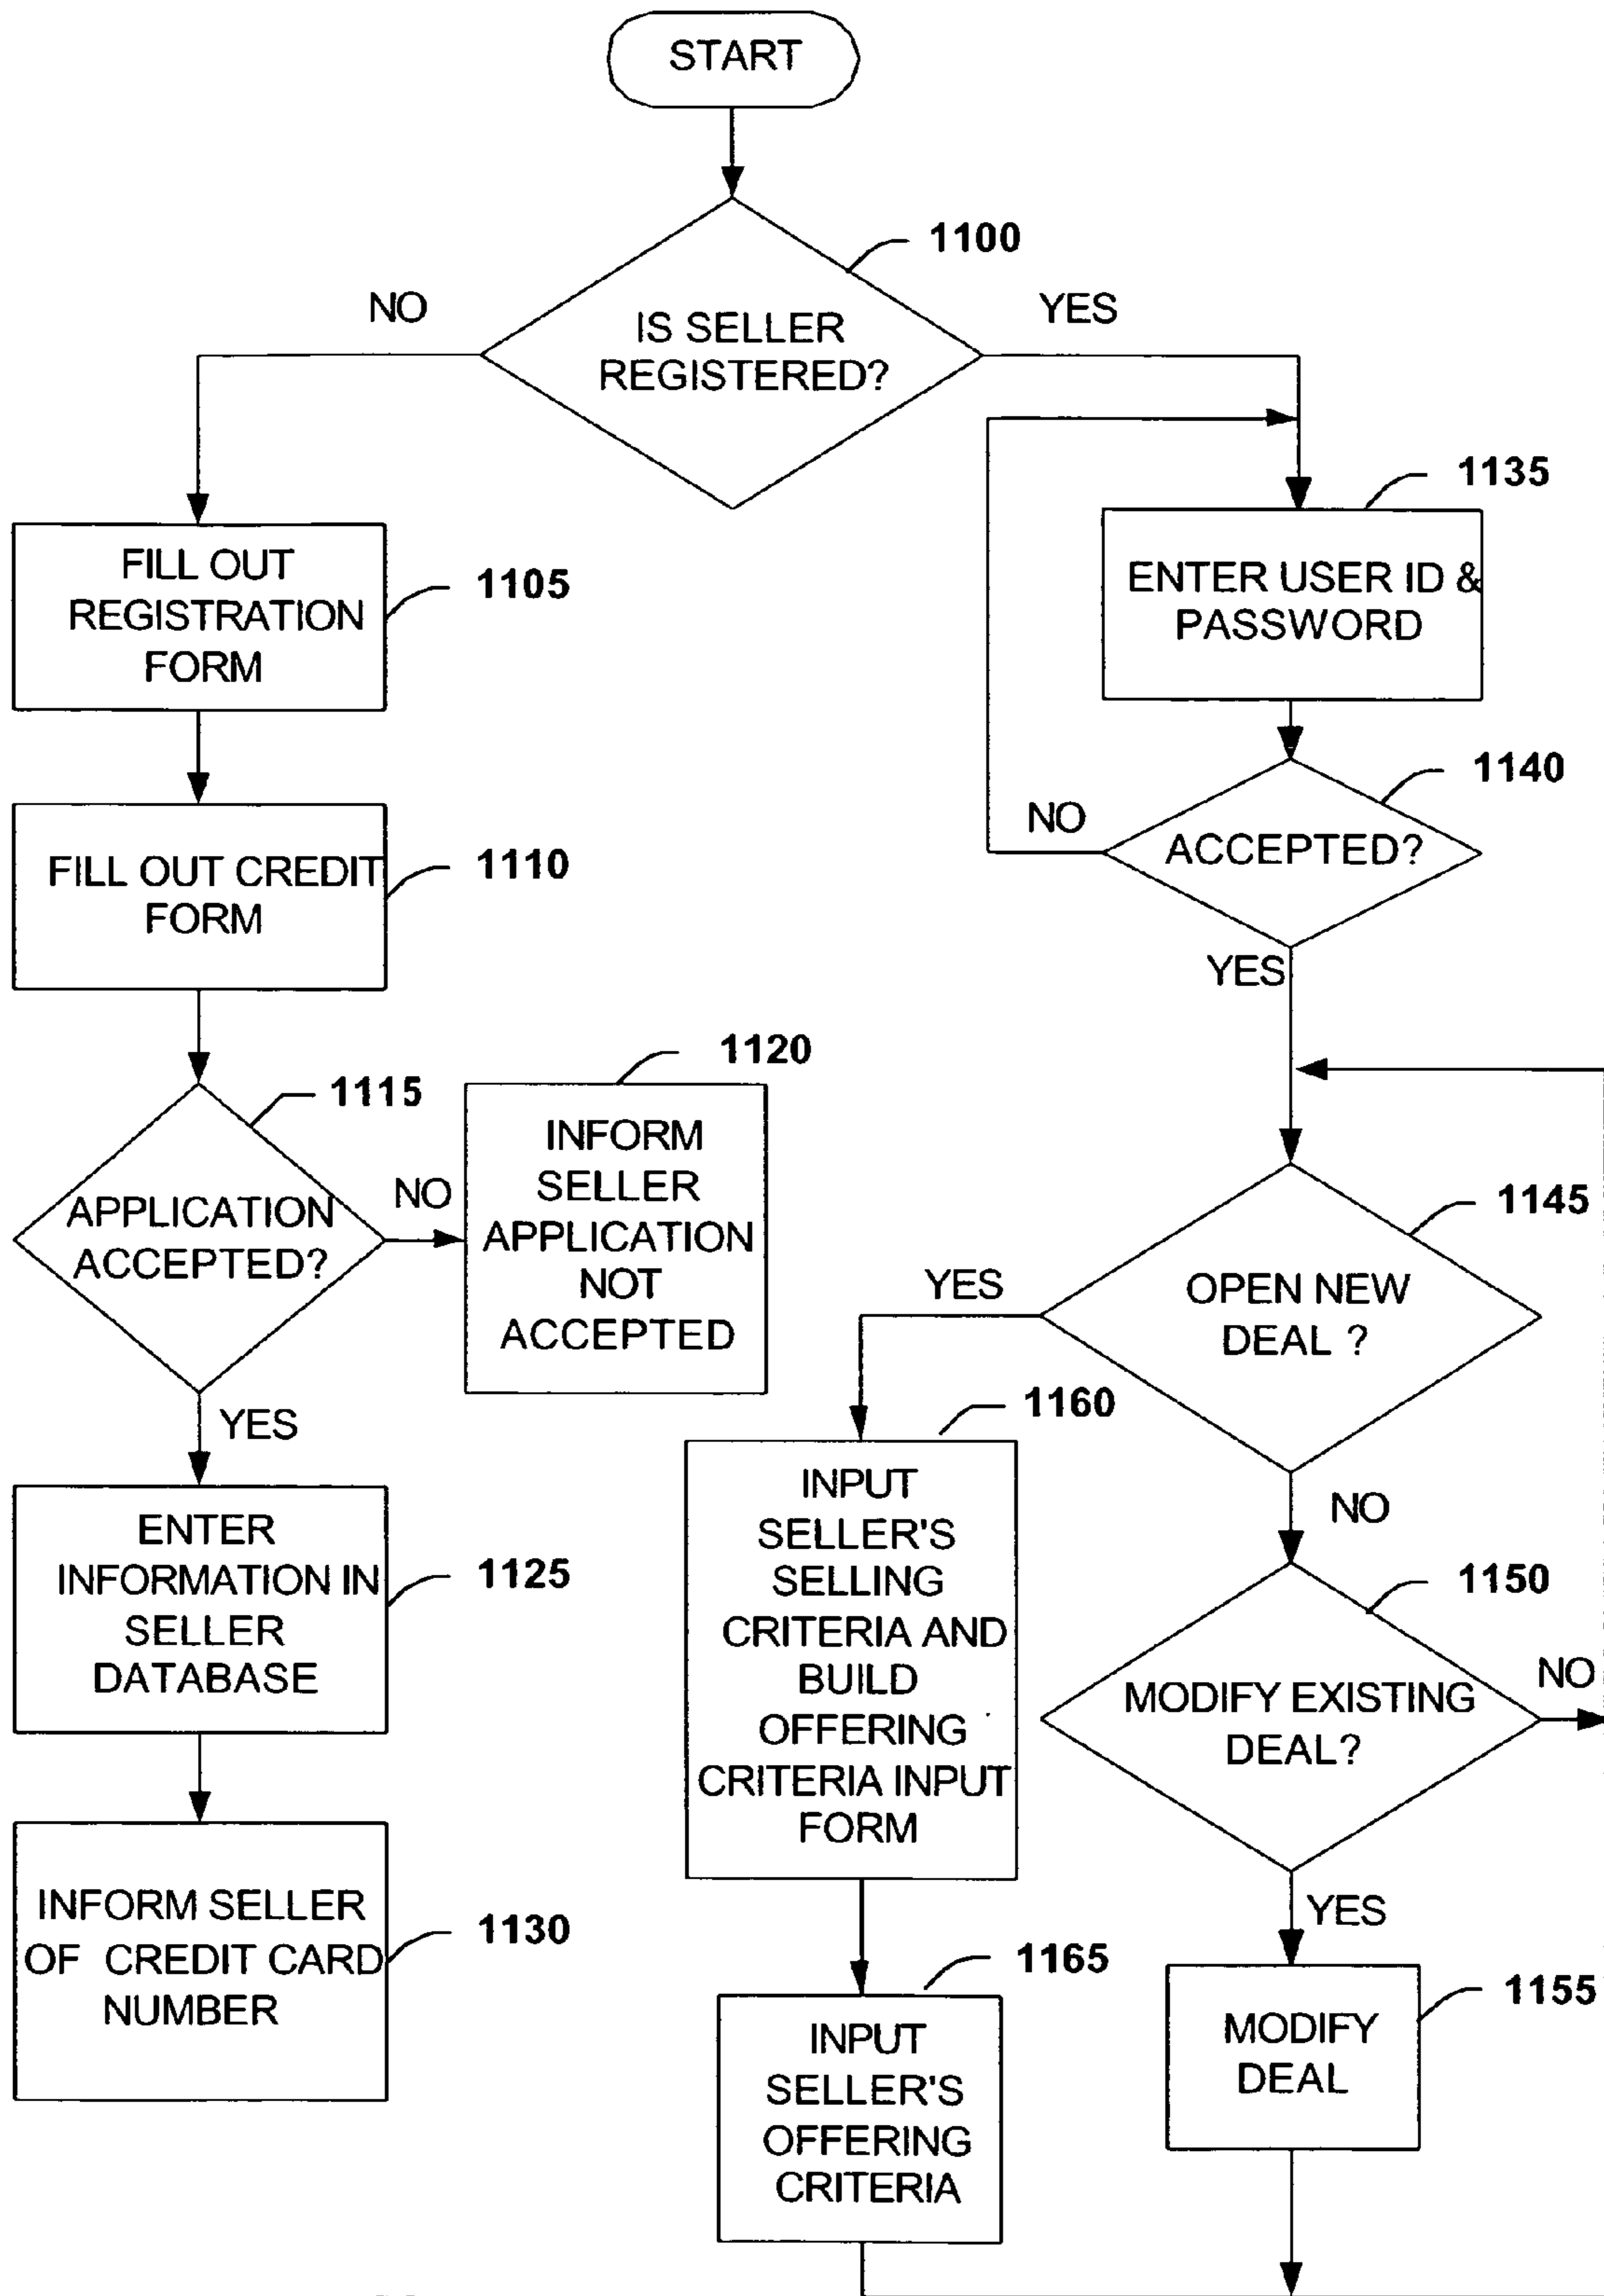 START
1100
NO
YES
IS SELLER
REGISTERED?
1135
FILL OUT
REGISTRATION
FORM
1105
ENTER USER ID &
PASSWORD
1140
NO
ACCEPTED?
FILL OUT CREDIT
FORM
1110
YES
1120
1115
INFORM
SELLER
APPLICATION
NOT
ACCEPTED
NO
APPLICATION
ACCEPTED?
1145
YES
OPEN NEW
DEAL ?
YES
1160
NO
ENTER
INFORMATION IN
SELLER
DATABASE
1125
INPUT
SELLER'S
SELLING
CRITERIA AND
BUILD
OFFERING
CRITERIA INPUT
FORM
1150
NO
MODIFY EXISTING
DEAL?
INFORM SELLER
OF CREDIT CARD
NUMBER
1130
YES
1165
1155
INPUT
SELLER'S
OFFERING
CRITERIA
MODIFY
DEAL